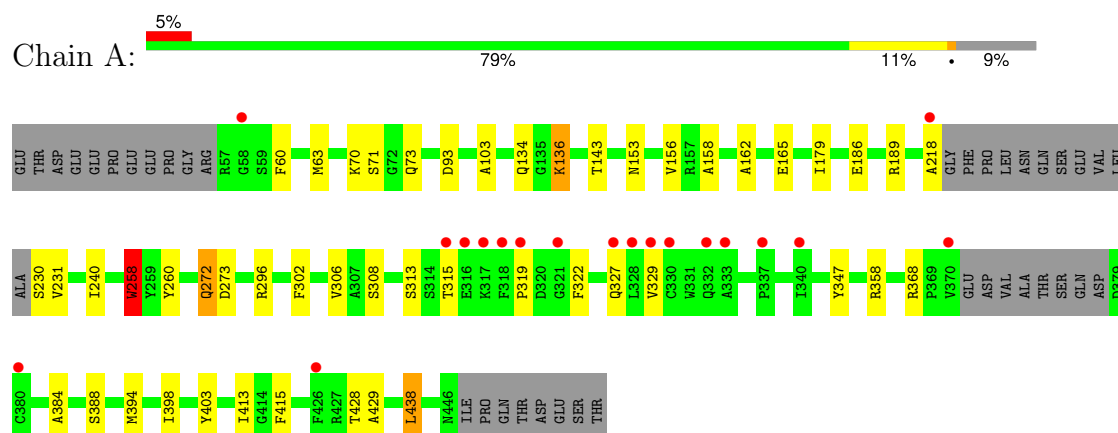 5%
Chain A:
79% 11% • 9%
GLU THR ASP GLU GLU PRO GLU GLU PRO GLY ARG R57 G58 S59 F60 M63 K70 S71 G72 Q73 D93 A103 Q134 G135 K136 T143 N153 V156 R157 A158 A162 E165 I179 E186 R189 A218 GLY PHE PRO LEU ASN GLN SER GLU VAL LEU
ALA S230 V231 I240 W258 Y259 Y260 Q272 D273 R296 F302 V306 A307 S308 S313 S314 T315 E316 K317 F318 P319 D320 G321 F322 Q327 L328 V329 C330 W331 Q332 A333 P337 I340 Y347 R358 R368 P369 V370 GLU ASP VAL ALA THR SER GLN ASP D379
C380 A384 S388 M394 I398 Y403 I413 G414 F415 F426 R427 T428 A429 L438 N446 ILE PRO GLN THR ASP GLU SER THR